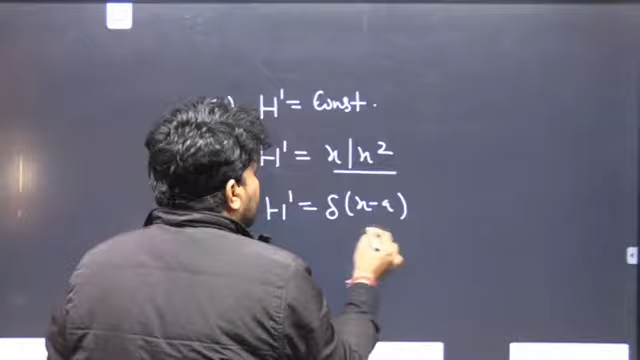 H' = Const.
H' = x | x²
H' = δ(x-a)